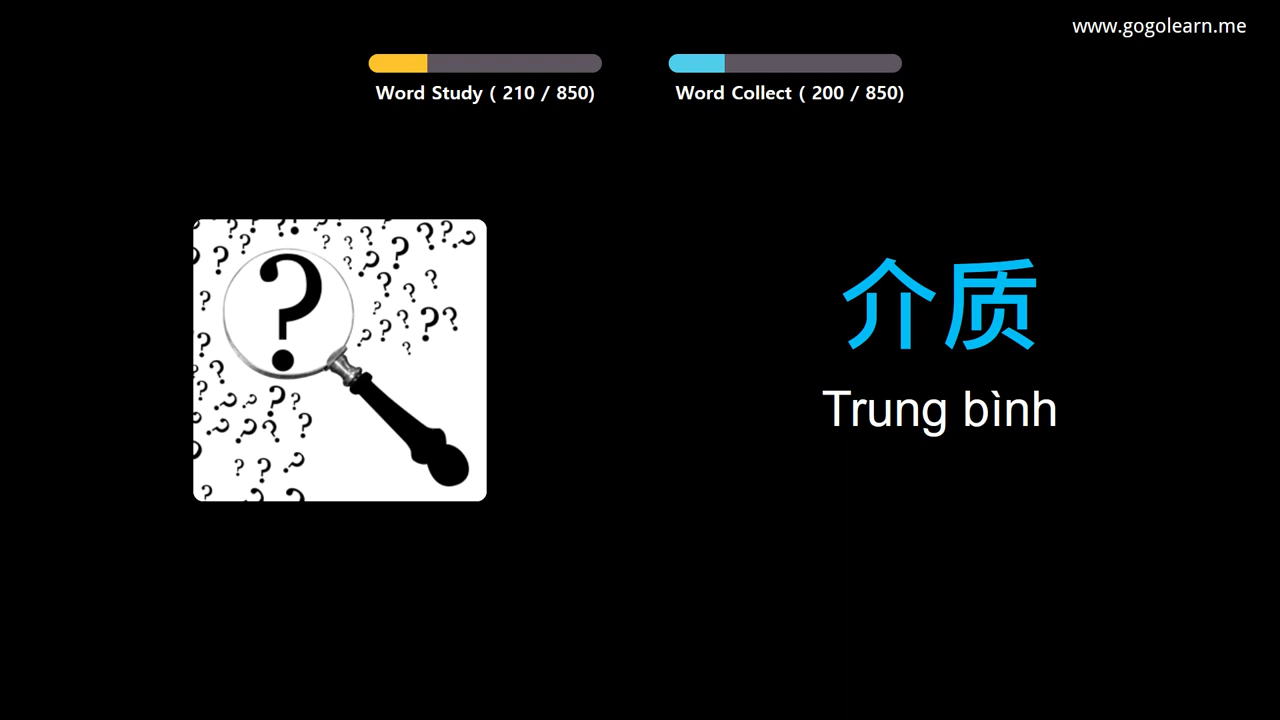 www.gogolearn.me
Word Study ( 210 / 850)
Word Collect ( 200 / 850)
介质
Trung bình